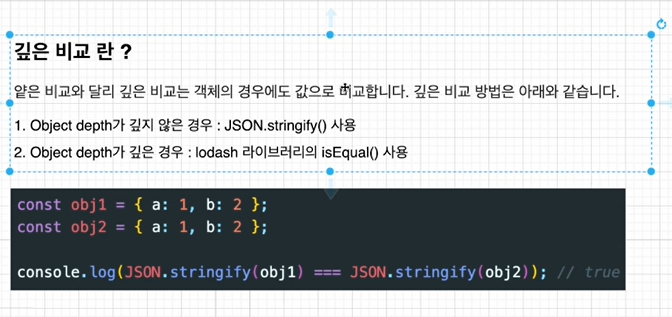 깊은 비교 란 ?
얕은 비교와 달리 깊은 비교는 객체의 경우에도 값으로 비교합니다. 깊은 비교 방법은 아래와 같습니다.
1. Object depth가 깊지 않은 경우 : JSON.stringify() 사용
2. Object depth가 깊은 경우 : lodash 라이브러리의 isEqual() 사용
const obj1 = { a: 1, b: 2 };
const obj2 = { a: 1, b: 2 };
console.log(JSON.stringify(obj1) === JSON.stringify(obj2)); // true